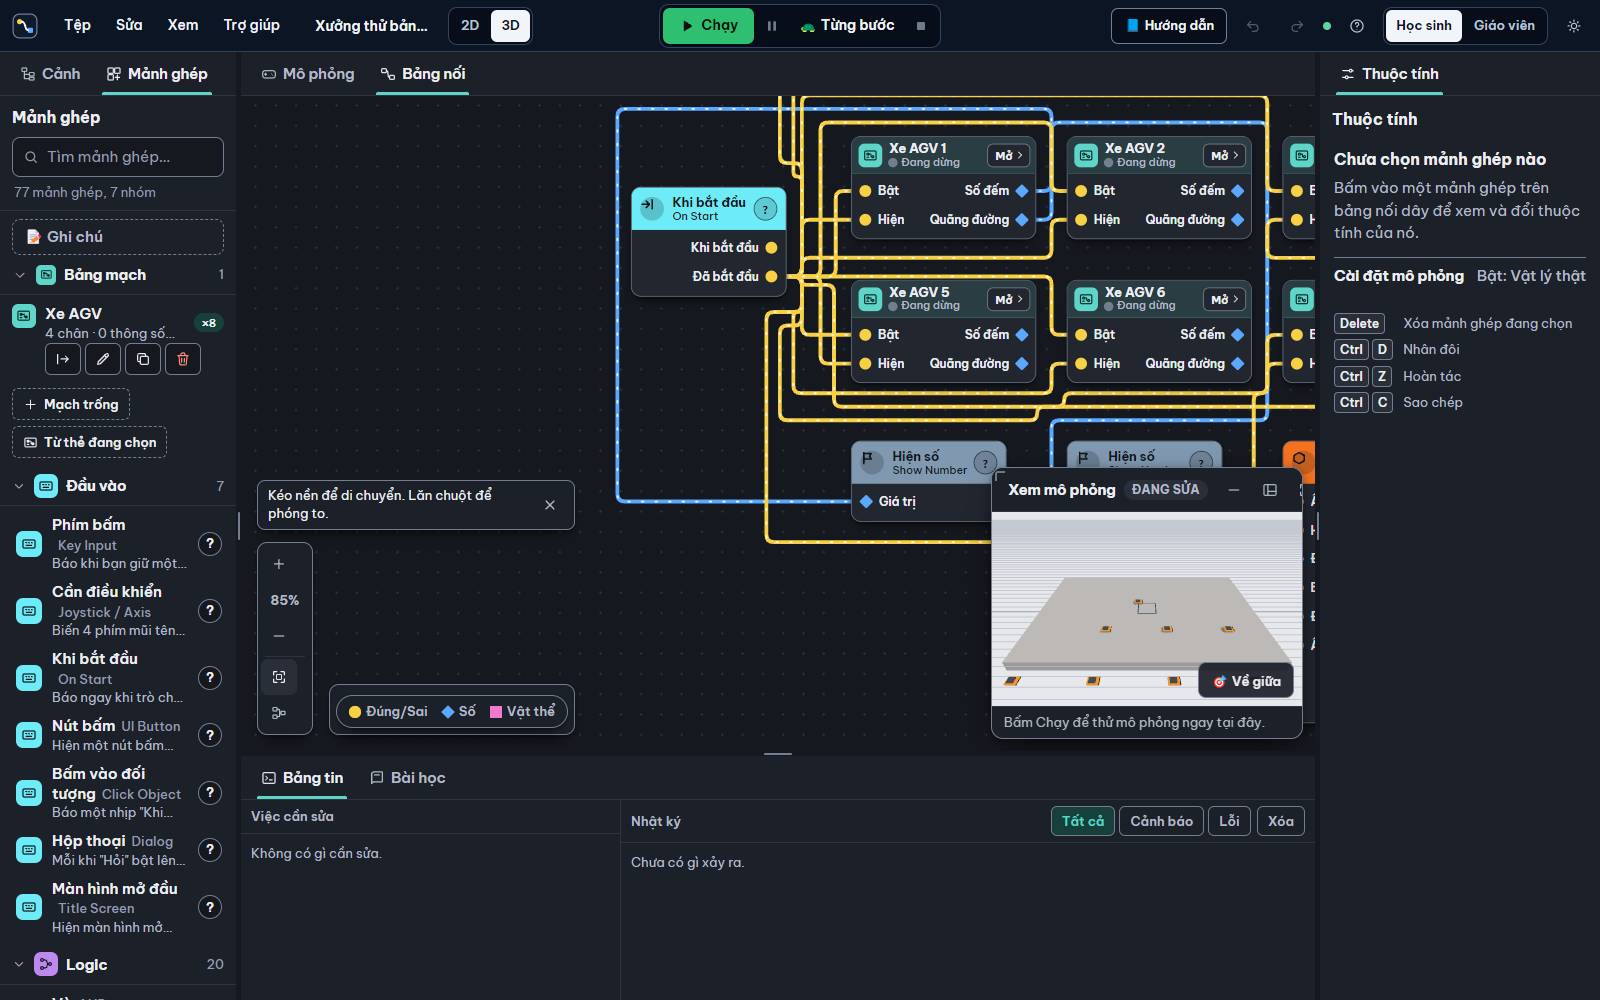 Tệp
Sửa
Xem
Trợ giúp
Xưởng thử bản...
2D
3D
Chạy
Từng bước
Hướng dẫn
Học sinh
Giáo viên
Cảnh
Mảnh ghép
Mô phỏng
Bảng nối
Thuộc tính
Mảnh ghép
Tìm mảnh ghép...
77 mảnh ghép, 7 nhóm
Ghi chú
Bảng mạch
1
Xe AGV
4 chân · 0 thông số...
x8
Mạch trống
Từ thẻ đang chọn
Đầu vào
7
Phím bấm
Key Input
Báo khi bạn giữ một...
?
Cần điều khiển
Joystick / Axis
Biến 4 phím mũi tên...
?
Khi bắt đầu
On Start
Báo ngay khi trò ch...
?
Nút bấm UI Button
Hiện một nút bấm...
?
Bấm vào đối
tượng Click Object
Báo một nhịp "Khi...
?
Hộp thoại Dialog
Mỗi khi "Hỏi" bật lên...
?
Màn hình mở đầu
Title Screen
Hiện màn hình mở...
?
Logic
20
Khi bắt đầu
On Start
?
Khi bắt đầu
Đã bắt đầu
Xe AGV 1
Đang dừng
Mở
Bật
Số đếm
Hiện
Quãng đường
Xe AGV 2
Đang dừng
Mở
Bật
Số đếm
Hiện
Quãng đường
Xe AGV 5
Đang dừng
Mở
Bật
Số đếm
Hiện
Quãng đường
Xe AGV 6
Đang dừng
Mở
Bật
Số đếm
Hiện
Quãng đường
Hiện số
Show Number
?
Giá trị
Hiện số
?
Kéo nền để di chuyển. Lăn chuột để
phóng to.
85%
Đúng/Sai
Số
Vật thể
Xem mô phỏng
ĐANG SỬA
Về giữa
Bấm Chạy để thử mô phỏng ngay tại đây.
Bảng tin
Bài học
Việc cần sửa
Không có gì cần sửa.
Nhật ký
Tất cả
Cảnh báo
Lỗi
Xóa
Chưa có gì xảy ra.
Thuộc tính
Chưa chọn mảnh ghép nào
Bấm vào một mảnh ghép trên
bảng nối dây để xem và đổi thuộc
tính của nó.
Cài đặt mô phỏng
Bật: Vật lý thật
Delete
Xóa mảnh ghép đang chọn
Ctrl D
Nhân đôi
Ctrl Z
Hoàn tác
Ctrl C
Sao chép